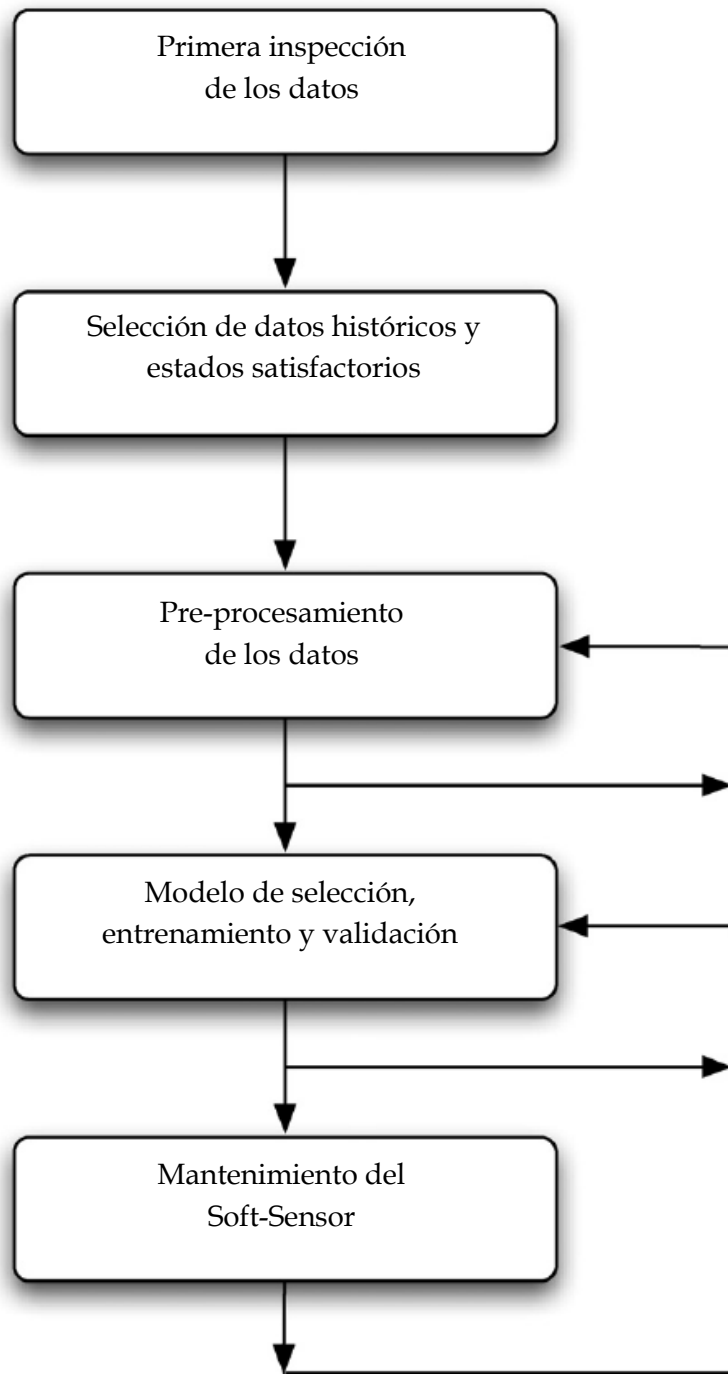 Primera inspección
de los datos
Selección de datos históricos y
estados satisfactorios
Pre-procesamiento
de los datos
Modelo de selección,
entrenamiento y validación
Mantenimiento del
Soft-Sensor